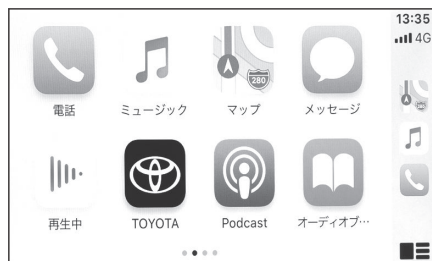 13:35
4G
280
電話
ミュージック
マップ
メッセージ
再生中
TOYOTA
Podcast
オーディオブ…